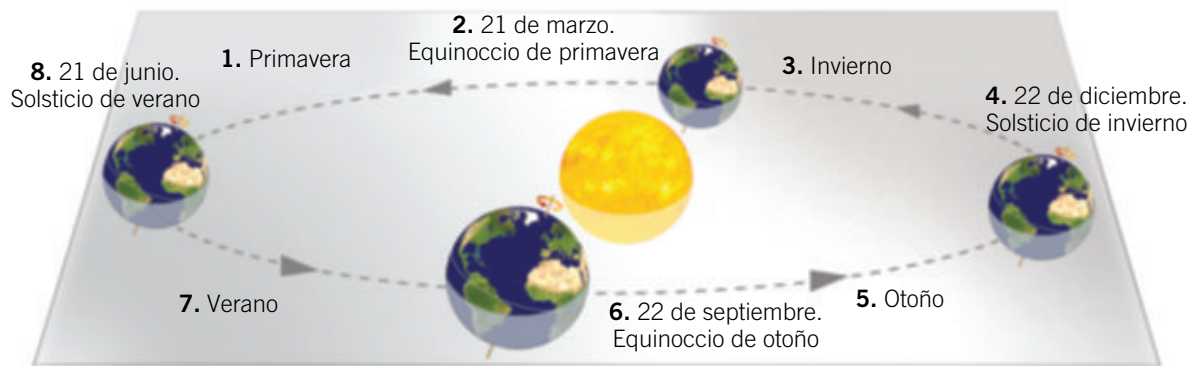 1. Primavera
2. 21 de marzo.
Equinoccio de primavera
3. Invierno
4. 22 de diciembre.
Solsticio de invierno
5. Otoño
6. 22 de septiembre.
Equinoccio de otoño
7. Verano
8. 21 de junio.
Solsticio de verano